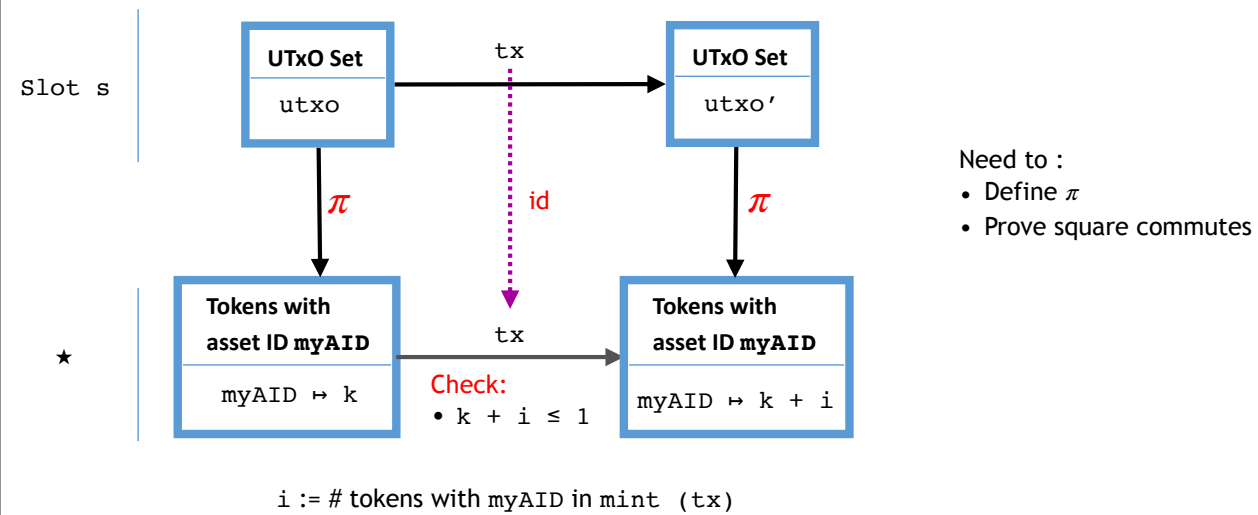 Slot s
UTxO Set
utxo
tx
UTxO Set
utxo′
π
id
π
Need to :
• Define π
• Prove square commutes
★
Tokens with
asset ID myAID
myAID ↦ k
tx
Check:
• k + i ≤ 1
Tokens with
asset ID myAID
myAID ↦ k + i
i := # tokens with myAID in mint (tx)